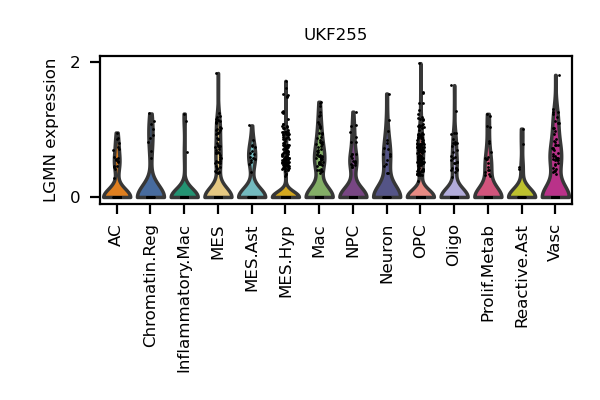 UKF255
LGMN expression
2
0
AC
Chromatin.Reg
Inflammatory.Mac
MES
MES.Ast
MES.Hyp
Mac
NPC
Neuron
OPC
Oligo
Prolif.Metab
Reactive.Ast
Vasc